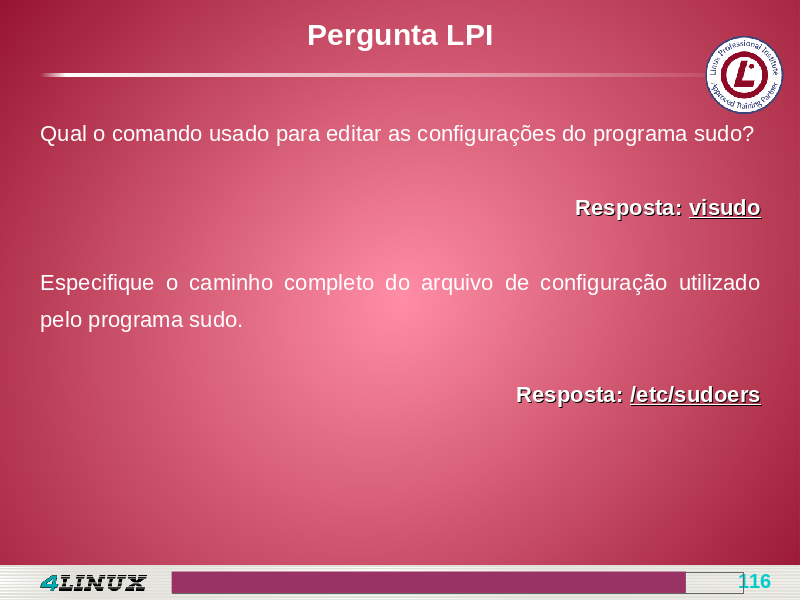 Pergunta LPI
Linux Professional Institute
Approved Training Partner
Qual o comando usado para editar as configurações do programa sudo?
Resposta: visudo
Especifique o caminho completo do arquivo de configuração utilizado
pelo programa sudo.
Resposta: /etc/sudoers
4LINUX
116